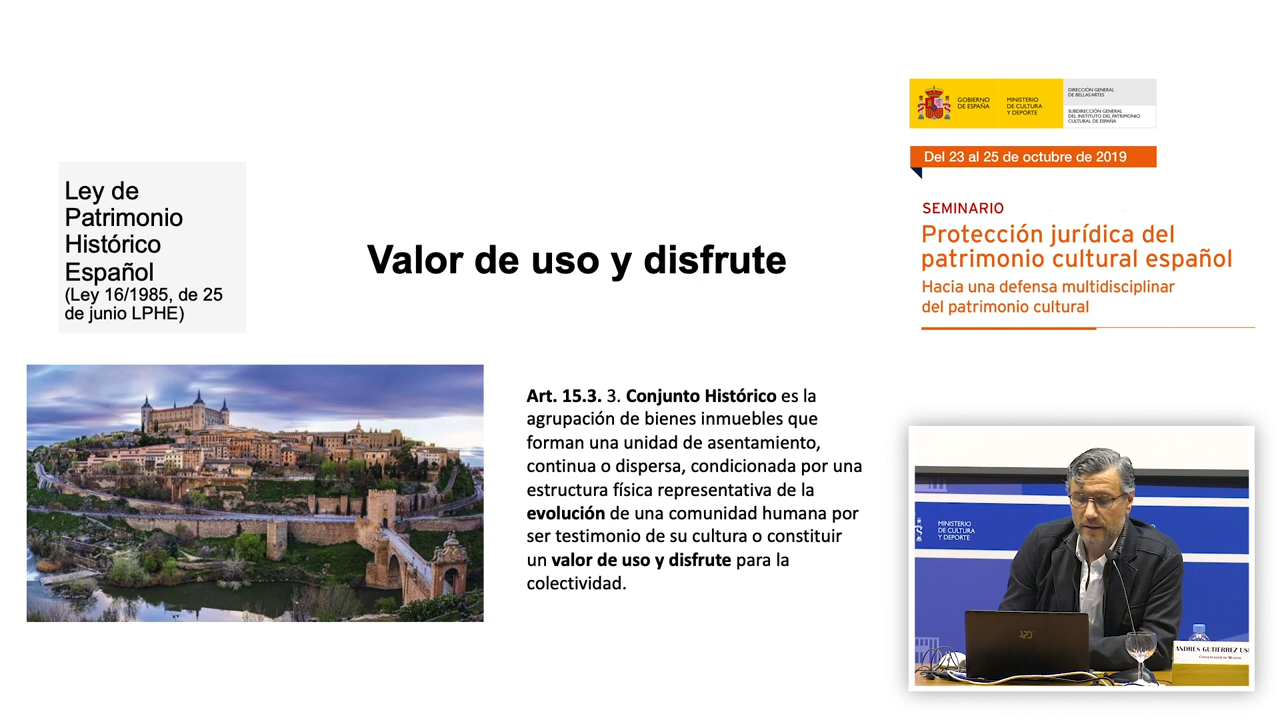 GOBIERNO
DE ESPAÑA
MINISTERIO
DE CULTURA
Y DEPORTE
DIRECCIÓN GENERAL
DE BELLAS ARTES
SUBDIRECCIÓN GENERAL
DEL INSTITUTO DEL PATRIMONIO
CULTURAL DE ESPAÑA
Del 23 al 25 de octubre de 2019
SEMINARIO
Protección jurídica del
patrimonio cultural español
Hacia una defensa multidisciplinar
del patrimonio cultural
Ley de
Patrimonio
Histórico
Español
(Ley 16/1985, de 25
de junio LPHE)
Valor de uso y disfrute
Art. 15.3. 3. Conjunto Histórico es la
agrupación de bienes inmuebles que
forman una unidad de asentamiento,
continua o dispersa, condicionada por una
estructura física representativa de la
evolución de una comunidad humana por
ser testimonio de su cultura o constituir
un valor de uso y disfrute para la
colectividad.
MINISTERIO
DE CULTURA
Y DEPORTE
ANDRÉS GUTIÉRREZ US